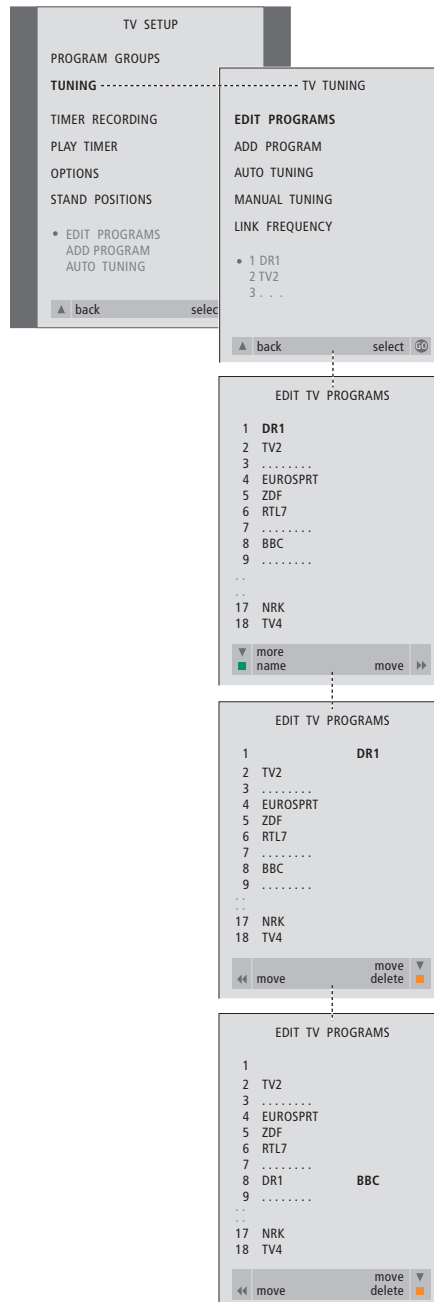 TV SETUP
PROGRAM GROUPS
TUNING
TIMER RECORDING
PLAY TIMER
OPTIONS
STAND POSITIONS
• EDIT PROGRAMS
ADD PROGRAM
AUTO TUNING
▲ back selec
TV TUNING
EDIT PROGRAMS
ADD PROGRAM
AUTO TUNING
MANUAL TUNING
LINK FREQUENCY
• 1 DR1
2 TV2
3 . . .
▲ back select GO
EDIT TV PROGRAMS
1 DR1
2 TV2
3 . . . . . . . .
4 EUROSPRT
5 ZDF
6 RTL7
7 . . . . . . . .
8 BBC
9 . . . . . . . .
. .
. .
17 NRK
18 TV4
▼ more
name move ▶▶
EDIT TV PROGRAMS
1 DR1
2 TV2
3 . . . . . . . .
4 EUROSPRT
5 ZDF
6 RTL7
7 . . . . . . . .
8 BBC
9 . . . . . . . .
. .
. .
17 NRK
18 TV4
move ▼
◀◀ move delete
EDIT TV PROGRAMS
1
2 TV2
3 . . . . . . . .
4 EUROSPRT
5 ZDF
6 RTL7
7 . . . . . . . .
8 DR1 BBC
9 . . . . . . . .
. .
. .
17 NRK
18 TV4
move ▼
◀◀ move delete